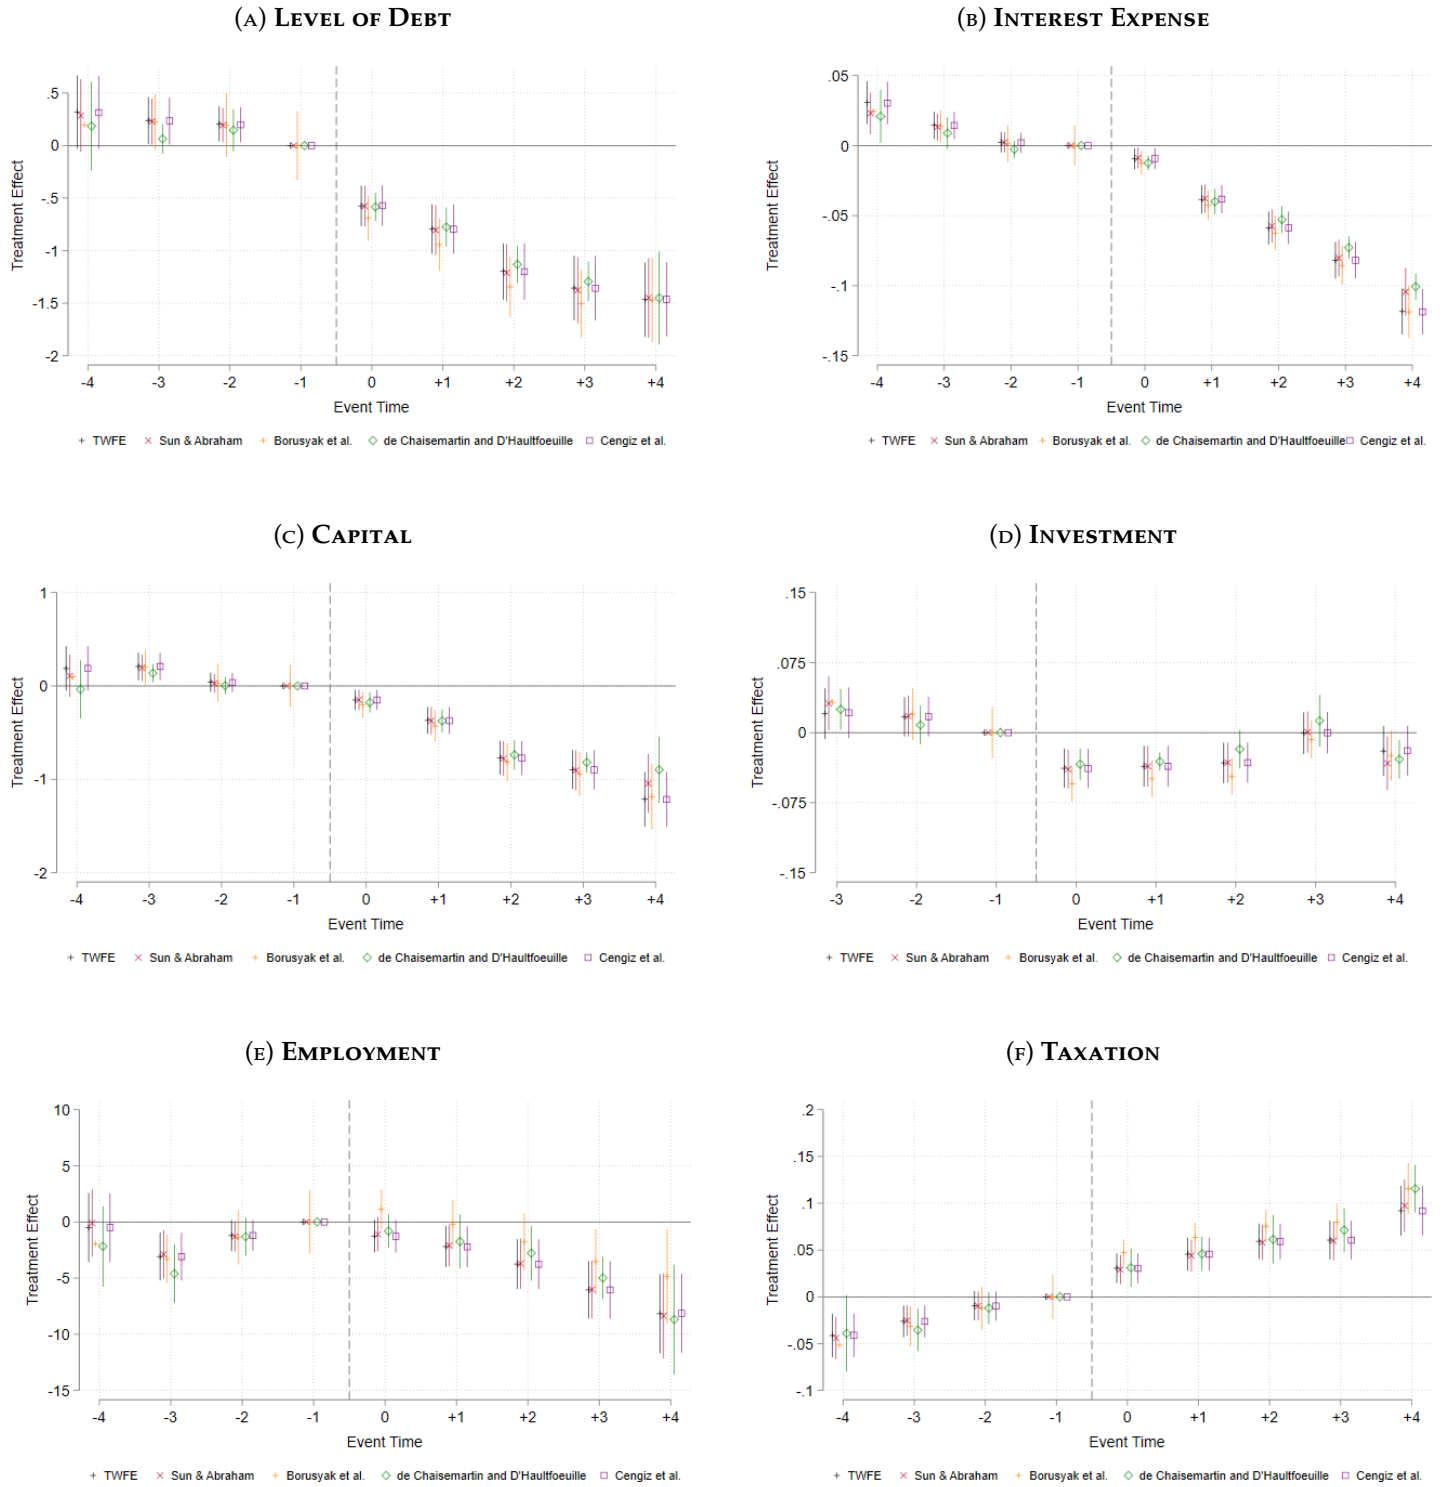 (A) LEVEL OF DEBT
Treatment Effect
.5
0
-.5
-1
-1.5
-2
-4 -3 -2 -1 0 +1 +2 +3 +4
Event Time
TWFE Sun & Abraham Borusyak et al. de Chaisemartin and D'Haultfoeuille Cengiz et al.
(B) INTEREST EXPENSE
Treatment Effect
.05
0
-.05
-.1
-.15
-4 -3 -2 -1 0 +1 +2 +3 +4
Event Time
TWFE Sun & Abraham Borusyak et al. de Chaisemartin and D'Haultfoeuille Cengiz et al.
(C) CAPITAL
Treatment Effect
1
0
-1
-2
-4 -3 -2 -1 0 +1 +2 +3 +4
Event Time
TWFE Sun & Abraham Borusyak et al. de Chaisemartin and D'Haultfoeuille Cengiz et al.
(D) INVESTMENT
Treatment Effect
.15
.075
0
-.075
-.15
-3 -2 -1 0 +1 +2 +3 +4
Event Time
TWFE Sun & Abraham Borusyak et al. de Chaisemartin and D'Haultfoeuille Cengiz et al.
(E) EMPLOYMENT
Treatment Effect
10
5
0
-5
-10
-15
-4 -3 -2 -1 0 +1 +2 +3 +4
Event Time
TWFE Sun & Abraham Borusyak et al. de Chaisemartin and D'Haultfoeuille Cengiz et al.
(F) TAXATION
Treatment Effect
.2
.15
.1
.05
0
-.05
-.1
-4 -3 -2 -1 0 +1 +2 +3 +4
Event Time
TWFE Sun & Abraham Borusyak et al. de Chaisemartin and D'Haultfoeuille Cengiz et al.